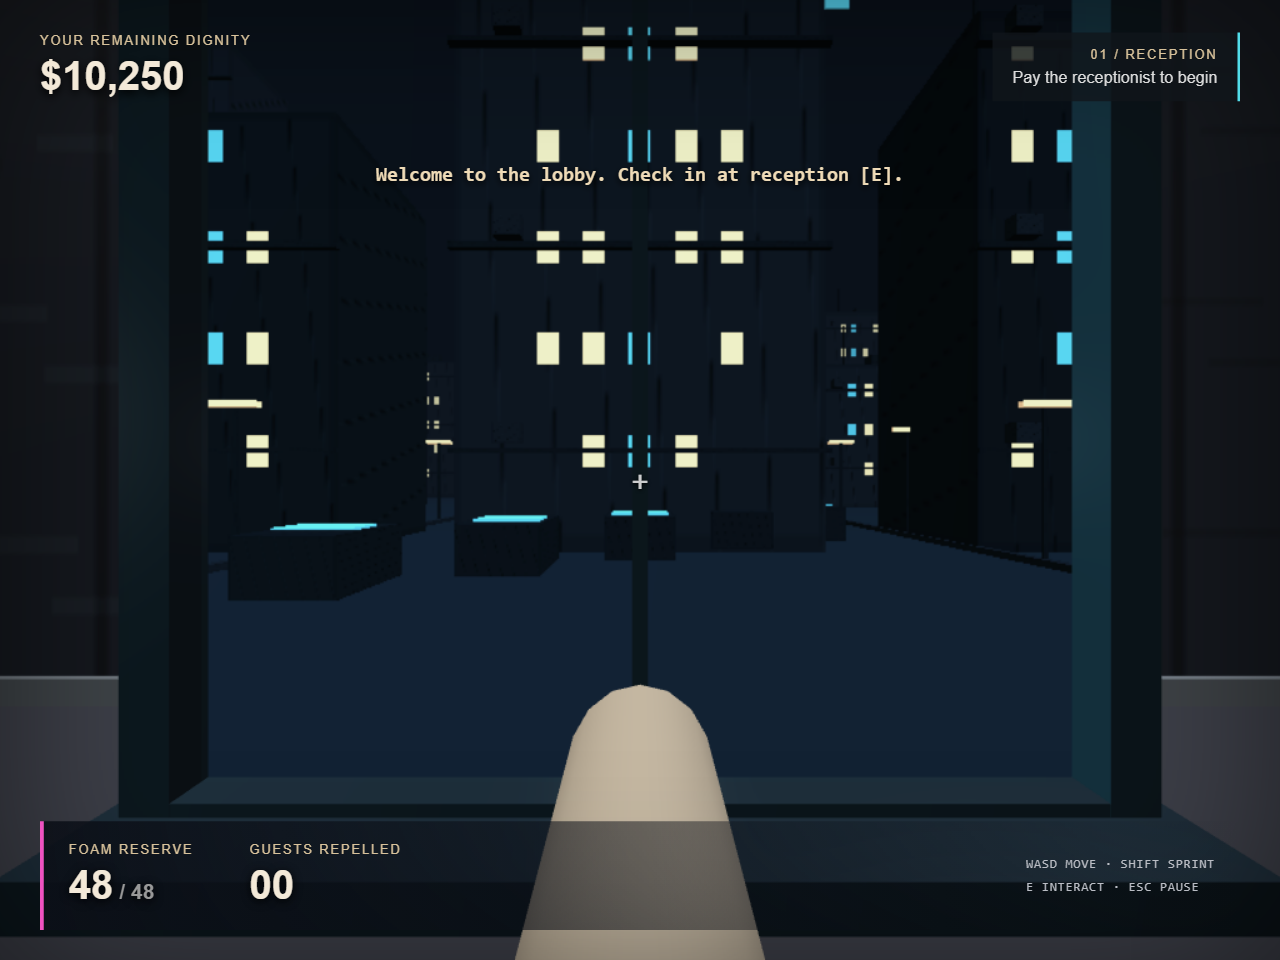 YOUR REMAINING DIGNITY
$10,250
01 / RECEPTION
Pay the receptionist to begin
Welcome to the lobby. Check in at reception [E].
FOAM RESERVE
48 / 48
GUESTS REPELLED
00
WASD MOVE · SHIFT SPRINT
E INTERACT · ESC PAUSE